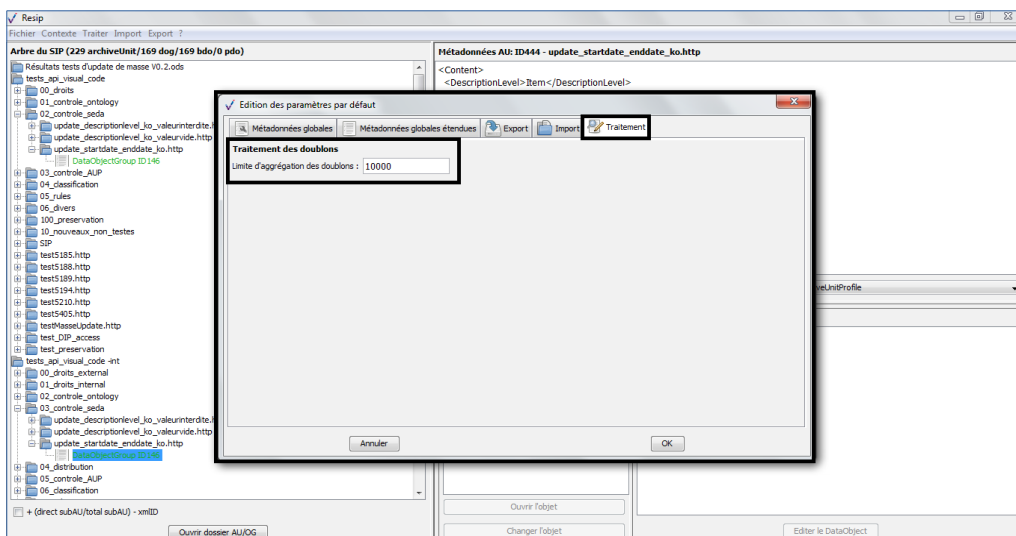 Resip
Fichier Contexte Traiter Import Export ?
Arbre du SIP (229 archiveUnit/169 dog/169 bdo/0 pdo)
Résultats tests d'update de masse V0.2.ods
tests_api_visual_code
00_droits
01_controle_ontology
02_controle_seda
update_descriptionlevel_ko_valeurinterdite.h
update_descriptionlevel_ko_valeurvide.http
update_startdate_enddate_ko.http
DataObjectGroup ID146
03_controle_AUP
04_classification
05_rules
06_divers
100_preservation
10_nouveaux_non_testes
SIP
test5185.http
test5188.http
test5189.http
test5194.http
test5210.http
test5405.http
testMasseUpdate.http
test_DIP_access
test_preservation
tests_api_visual_code -int
00_droits_external
01_droits_internal
02_controle_ontology
03_controle_seda
update_descriptionlevel_ko_valeurinterdite.h
update_descriptionlevel_ko_valeurvide.http
update_startdate_enddate_ko.http
DataObjectGroup ID146
04_distribution
05_controle_AUP
06_classification
+ (direct subAU/total subAU) - xmlID
Ouvrir dossier AU/OG
Métadonnées AU: ID444 - update_startdate_enddate_ko.http
<Content>
<DescriptionLevel>Item</DescriptionLevel>
Edition des paramètres par défaut
Métadonnées globales Métadonnées globales étendues Export Import Traitement
Traitement des doublons
Limite d'aggrégation des doublons : 10000
Annuler OK
veUnitProfile
Ouvrir l'objet
Changer l'objet
Editer le DataObject